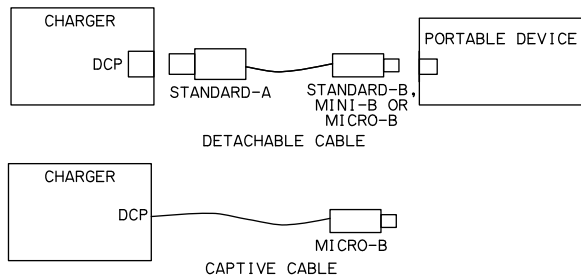 CHARGER
PORTABLE DEVICE
DCP
STANDARD-A
STANDARD-B,
MINI-B OR
MICRO-B
DETACHABLE CABLE
CHARGER
DCP
MICRO-B
CAPTIVE CABLE